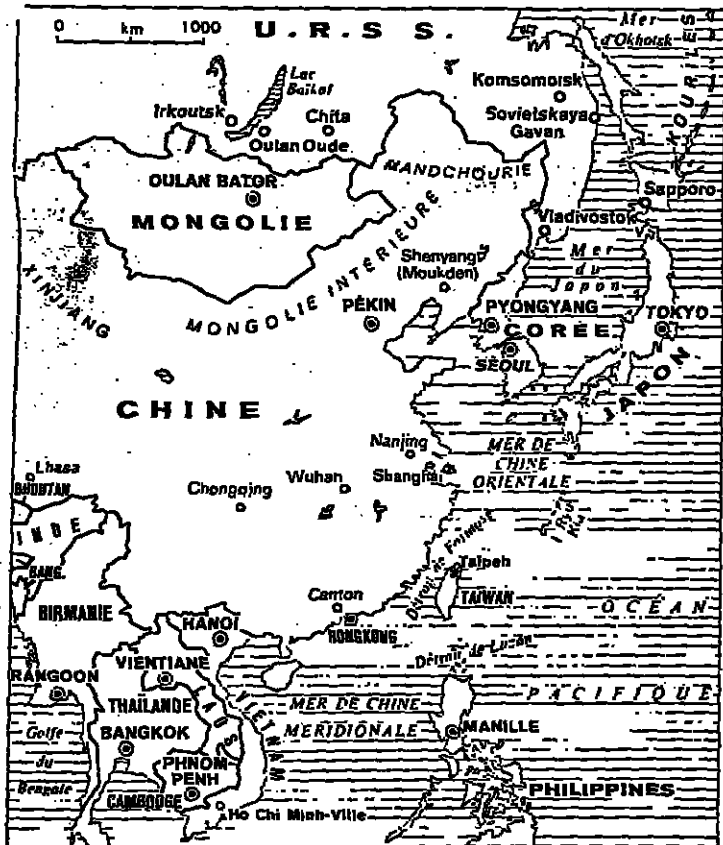 0 km 1000
U.R.S.S.
Mer
d'Okhotsk
Lac
Baïkal
Komsomolsk
Irkoutsk
Chita
Sovietskaya
Gavan
Oulan Oude
MANDCHOURIE
OULAN BATOR
Sapporo
MONGOLIE
Vladivostok
Mer
du
Japon
Shenyang
(Moukden)
MONGOLIE INTÉRIEURE
XINJIANG
PÉKIN
PYONGYANG
TOKYO
CORÉE
SÉOUL
JAPON
CHINE
Nanjing
MER DE
CHINE
ORIENTALE
Lhasa
Wuhan
Shanghai
BHOUTAN
Chongqing
INDE
Détroit de Formose
Taipeh
BANG.
TAIWAN
BIRMANIE
Canton
OCÉAN
HANOÏ
HONGKONG
Détroit de Luzon
VIENTIANE
RANGOON
PACIFIQUE
THAÏLANDE
LAOS
VIETNAM
MER DE CHINE
MERIDIONALE
Golfe
du
Bengale
BANGKOK
MANILLE
PHNOM
PENH
PHILIPPINES
CAMBODGE
Ho Chi Minh-Ville